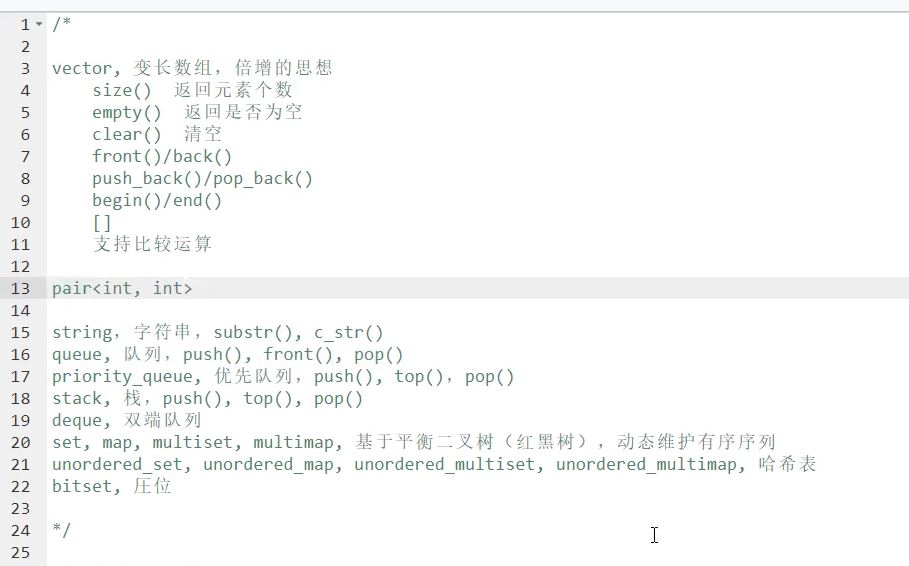 1 /*
2
3 vector, 变长数组，倍增的思想
4 size() 返回元素个数
5 empty() 返回是否为空
6 clear() 清空
7 front()/back()
8 push_back()/pop_back()
9 begin()/end()
10 []
11 支持比较运算
12
13 pair<int, int>
14
15 string，字符串，substr(), c_str()
16 queue, 队列，push(), front(), pop()
17 priority_queue, 优先队列，push(), top()，pop()
18 stack, 栈，push(), top(), pop()
19 deque, 双端队列
20 set, map, multiset, multimap, 基于平衡二叉树（红黑树）,动态维护有序序列
21 unordered_set, unordered_map, unordered_multiset, unordered_multimap, 哈希表
22 bitset, 圧位
23
24 */
25